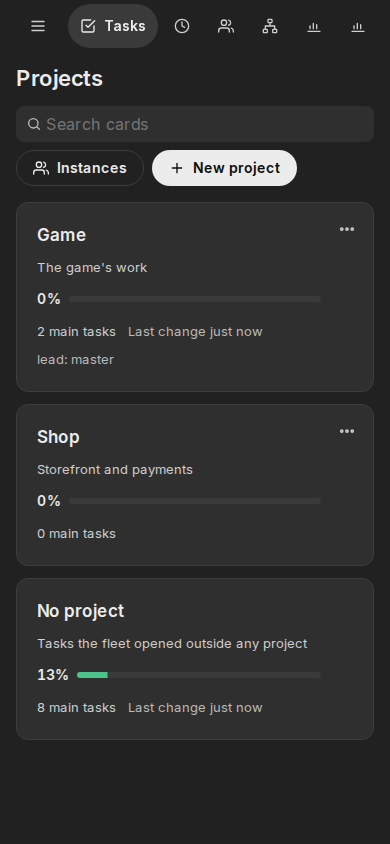 Tasks
Projects
Search cards
Instances
New project
Game
The game's work
0%
2 main tasks Last change just now
lead: master
Shop
Storefront and payments
0%
0 main tasks
No project
Tasks the fleet opened outside any project
13%
8 main tasks Last change just now